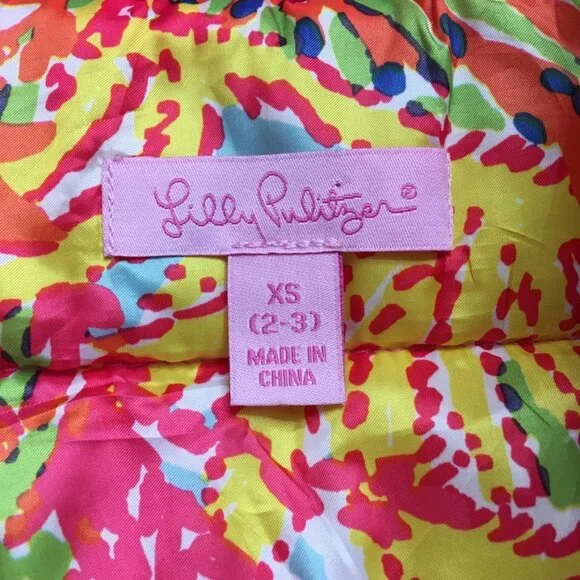 Lilly Pulitzer®
XS
(2-3)
MADE IN
CHINA